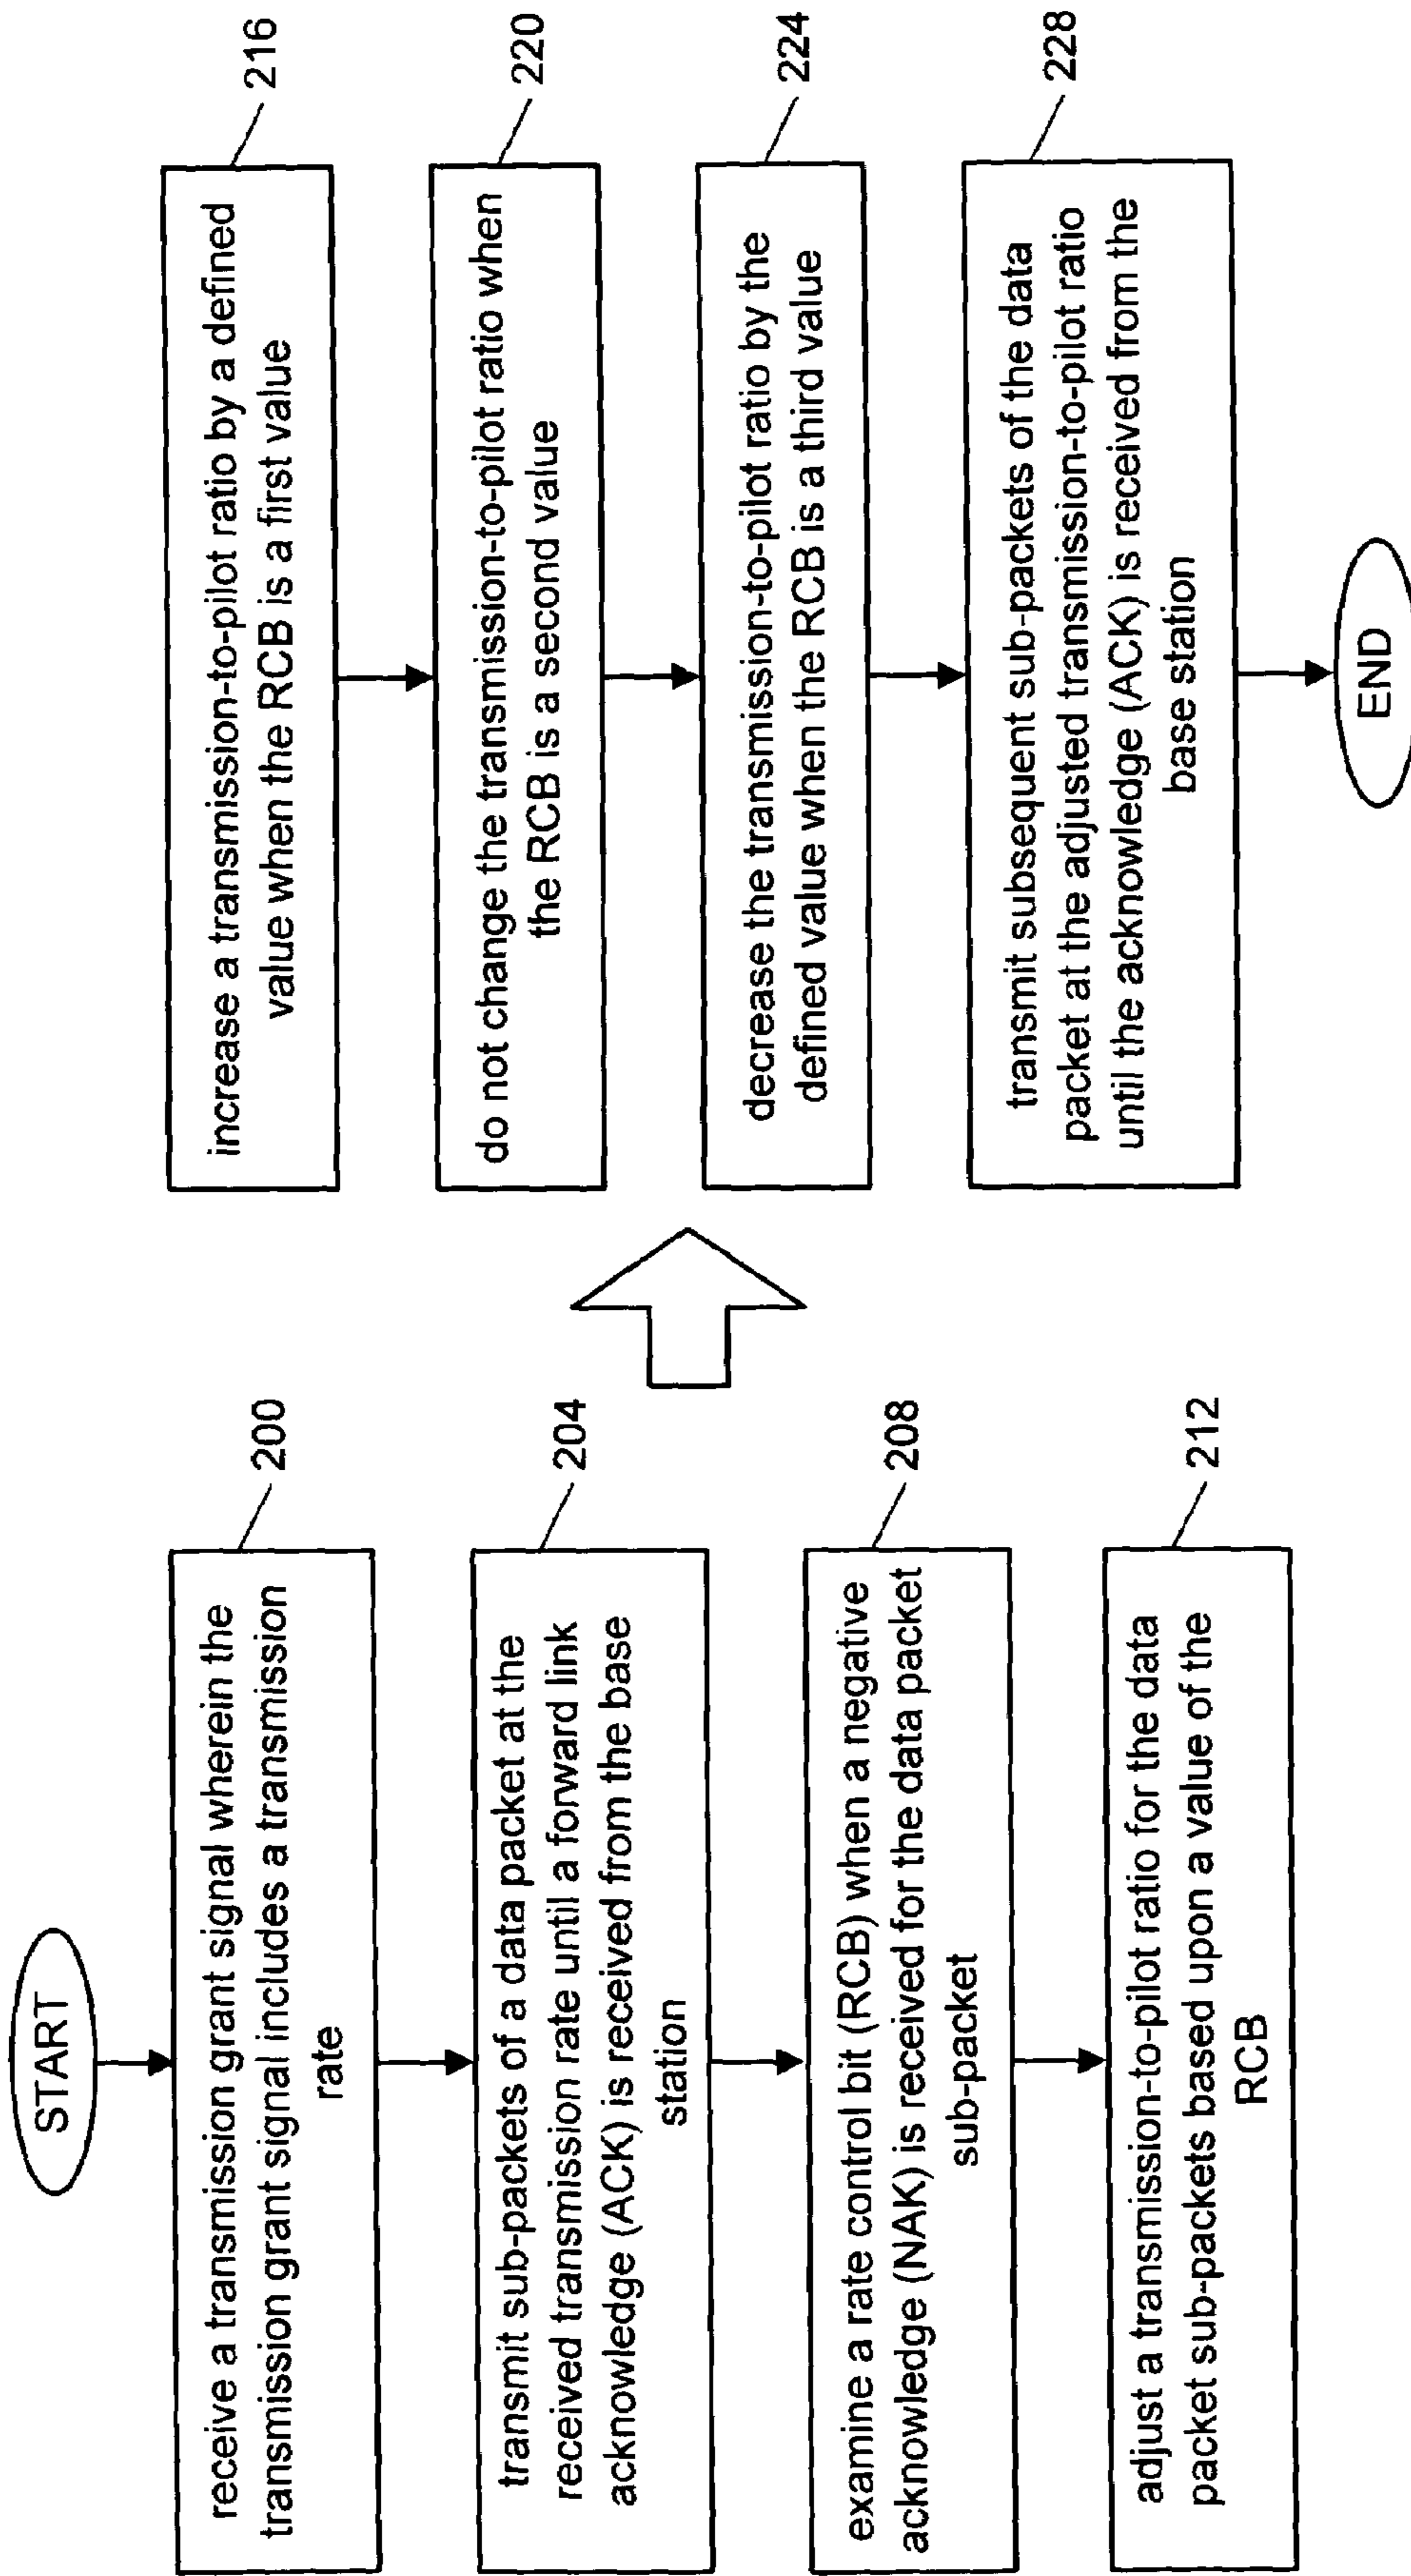 START
receive a transmission grant signal wherein the
transmission grant signal includes a transmission
rate
200
transmit sub-packets of a data packet at the
received transmission rate until a forward link
acknowledge (ACK) is received from the base
station
204
examine a rate control bit (RCB) when a negative
acknowledge (NAK) is received for the data packet
sub-packet
208
adjust a transmission-to-pilot ratio for the data
packet sub-packets based upon a value of the
RCB
212
increase a transmission-to-pilot ratio by a defined
value when the RCB is a first value
216
do not change the transmission-to-pilot ratio when
the RCB is a second value
220
decrease the transmission-to-pilot ratio by the
defined value when the RCB is a third value
224
transmit subsequent sub-packets of the data
packet at the adjusted transmission-to-pilot ratio
until the acknowledge (ACK) is received from the
base station
228
END